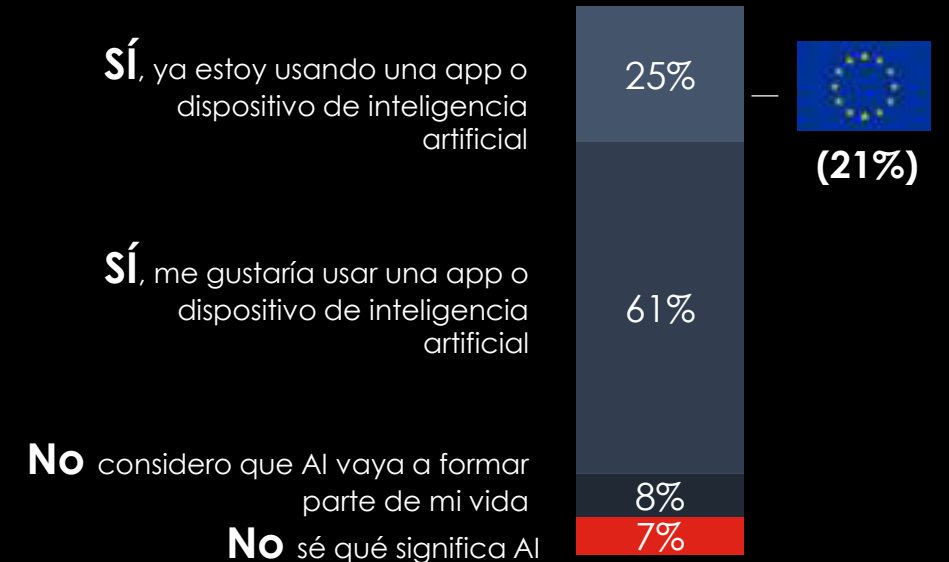 SÍ, ya estoy usando una app o
dispositivo de inteligencia
artificial
25%
(21%)
SÍ, me gustaría usar una app o
dispositivo de inteligencia
artificial
61%
No considero que AI vaya a formar
parte de mi vida
8%
No sé qué significa AI
7%